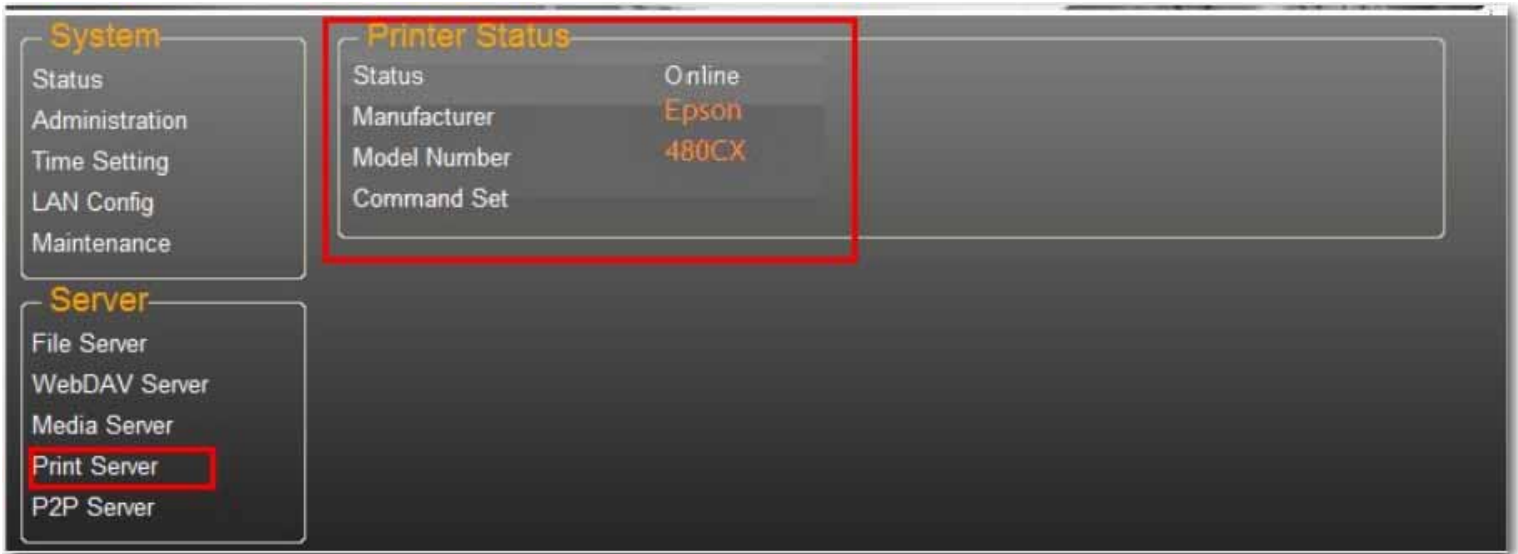 System
Status
Administration
Time Setting
LAN Config
Maintenance
Server
File Server
WebDAV Server
Media Server
Print Server
P2P Server
Printer Status
Status Online
Manufacturer Epson
Model Number 480CX
Command Set